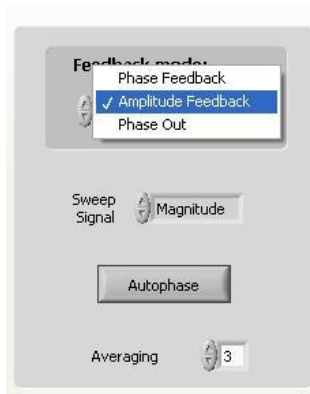 Feedback mode:
Phase Feedback
✓ Amplitude Feedback
Phase Out
Sweep
Signal
Magnitude
Autophase
Averaging
3